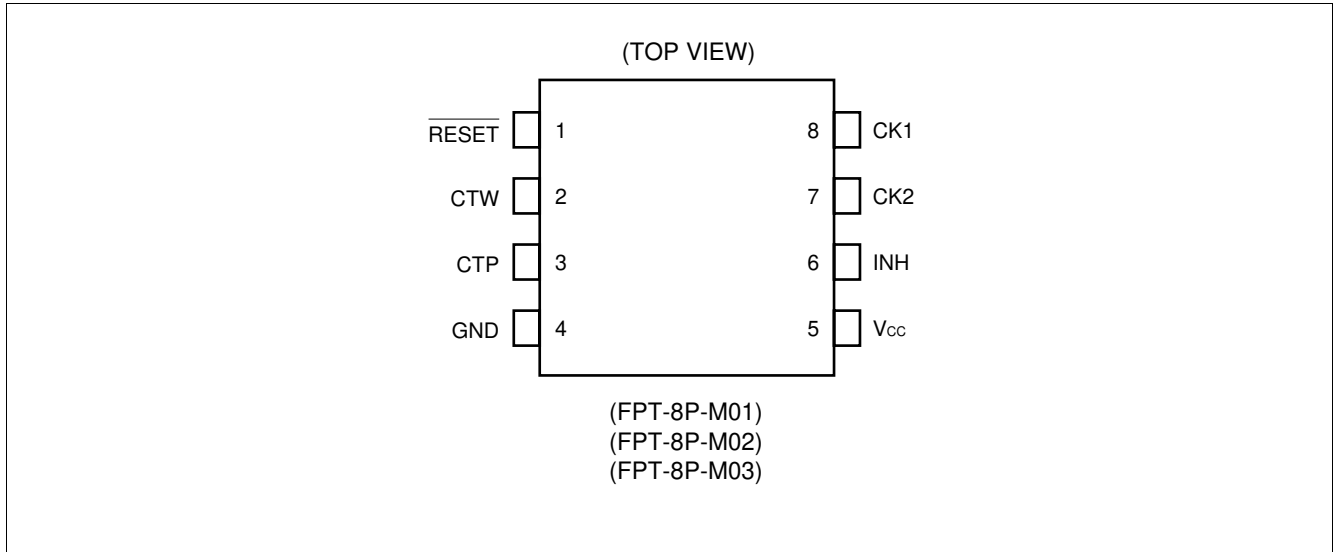 (TOP VIEW)
RESET 1 8 CK1
CTW 2 7 CK2
CTP 3 6 INH
GND 4 5 Vcc
(FPT-8P-M01)
(FPT-8P-M02)
(FPT-8P-M03)